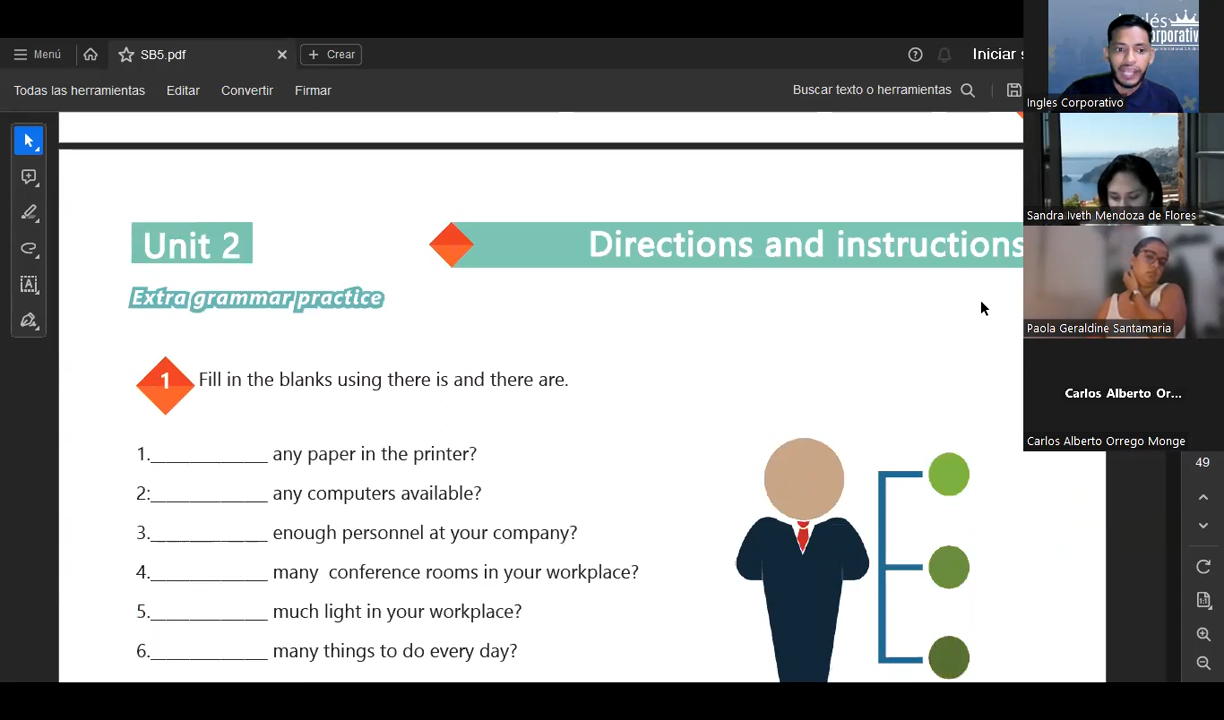 Menú
SB5.pdf
Crear
Iniciar s
Todas las herramientas
Editar
Convertir
Firmar
Buscar texto o herramientas
Inglés
Corporativo
Ingles Corporativo
Sandra Iveth Mendoza de Flores
Paola Geraldine Santamaria
Carlos Alberto Or...
Carlos Alberto Orrego Monge
49
Unit 2
Directions and instructions
Extra grammar practice
1 Fill in the blanks using there is and there are.
1.____________ any paper in the printer?
2:____________ any computers available?
3.____________ enough personnel at your company?
4.____________ many conference rooms in your workplace?
5.____________ much light in your workplace?
6.____________ many things to do every day?